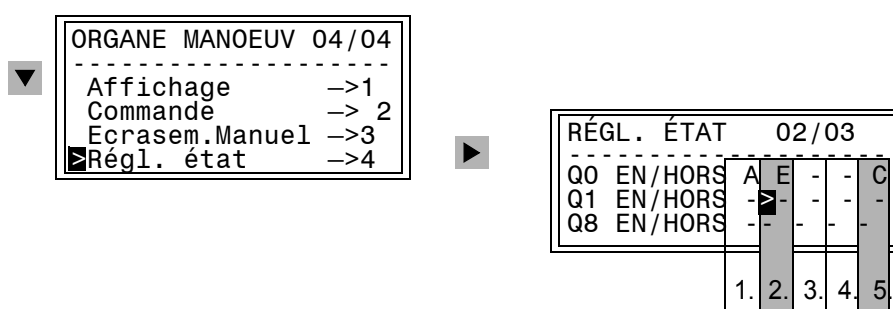 ORGANE MANOEUV 04/04
--------------------
Affichage —>1
Commande —> 2
Ecrasem.Manuel —>3
>Régl. état —>4
RÉGL. ÉTAT 02/03
--------------------
Q0 EN/HORS A E - - C
Q1 EN/HORS -> - - - -
Q8 EN/HORS - - - - -
1. 2. 3. 4. 5.